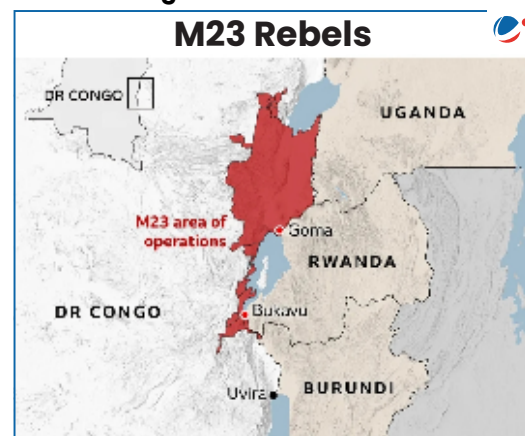 M23 Rebels
DR CONGO
UGANDA
M23 area of
operations
Goma
RWANDA
DR CONGO
Bukavu
Uvira
BURUNDI